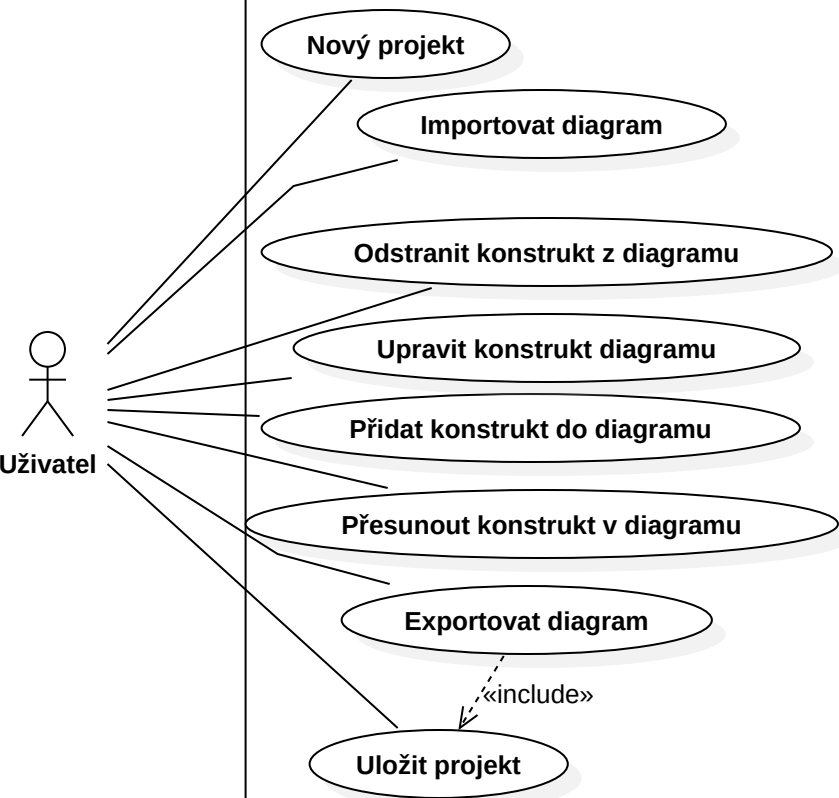 Nový projekt
Importovat diagram
Odstranit konstrukt z diagramu
Upravit konstrukt diagramu
Přidat konstrukt do diagramu
Uživatel
Přesunout konstrukt v diagramu
Exportovat diagram
«include»
Uložit projekt